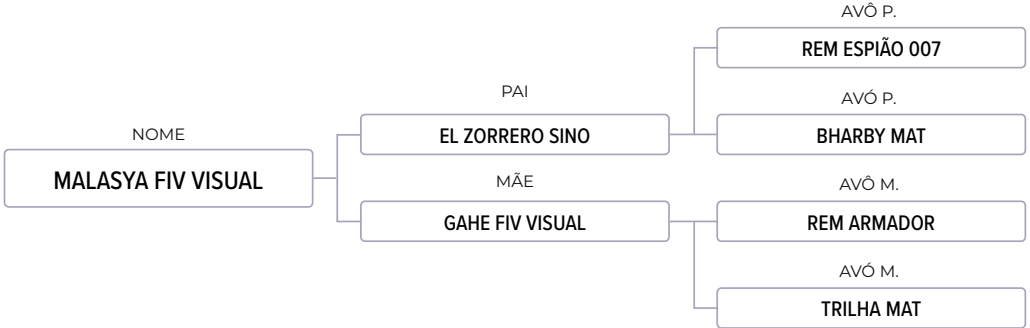 AVÔ P.
REM ESPIÃO 007
PAI
AVÓ P.
NOME
EL ZORRERO SINO
BHARBY MAT
MALASYA FIV VISUAL
MÃE
AVÔ M.
GAHE FIV VISUAL
REM ARMADOR
AVÓ M.
TRILHA MAT